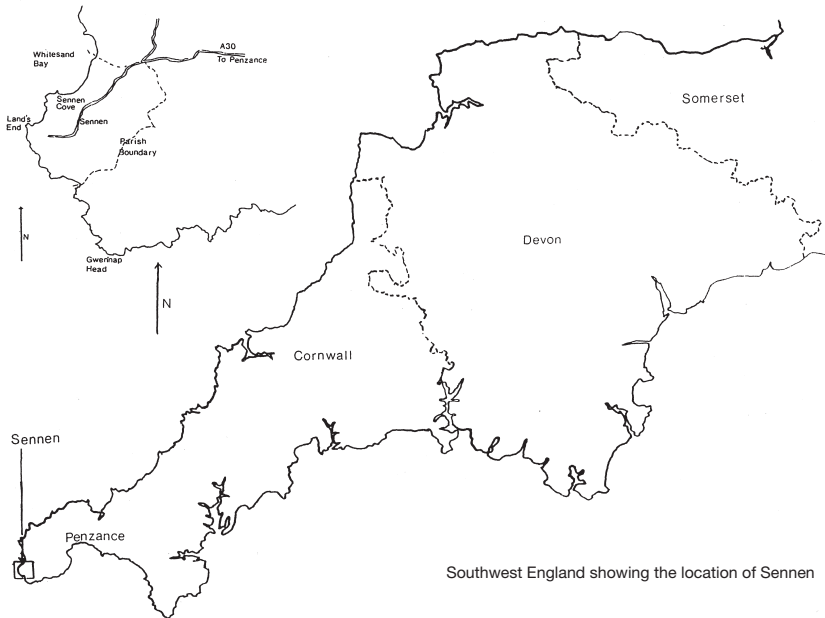 A30
To Penzance
Whitesand
Bay
Sennen
Cove
Land's
End
Sennen
Parish
Boundary
N
Gwennap
Head
N
Somerset
Devon
Cornwall
Sennen
Penzance
Southwest England showing the location of Sennen